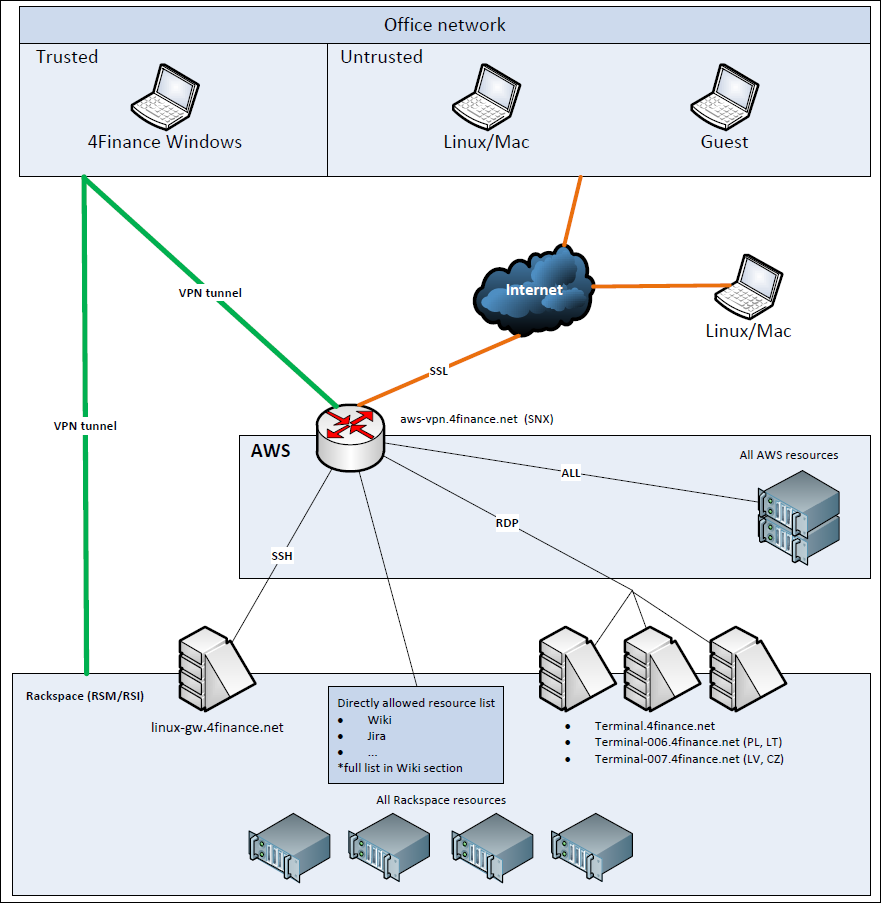 Office network
Trusted
Untrusted
4Finance Windows
Linux/Mac
Guest
VPN tunnel
Internet
Linux/Mac
SSL
VPN tunnel
aws-vpn.4finance.net (SNX)
AWS
All AWS resources
ALL
RDP
SSH
Rackspace (RSM/RSI)
linux-gw.4finance.net
Directly allowed resource list
● Wiki
● Jira
● ...
*full list in Wiki section
● Terminal.4finance.net
● Terminal-006.4finance.net (PL, LT)
● Terminal-007.4finance.net (LV, CZ)
All Rackspace resources